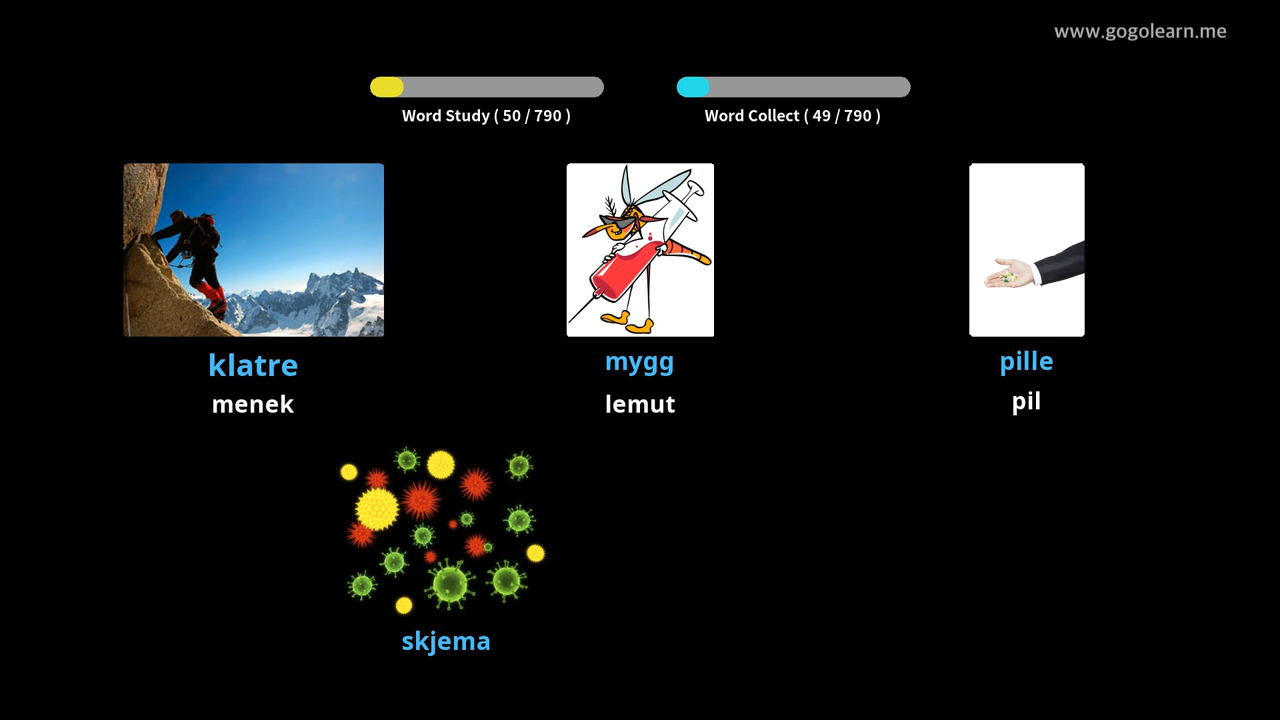 www.gogolearn.me
Word Study ( 50 / 790 )
Word Collect ( 49 / 790 )
klatre
menek
mygg
lemut
pille
pil
skjema